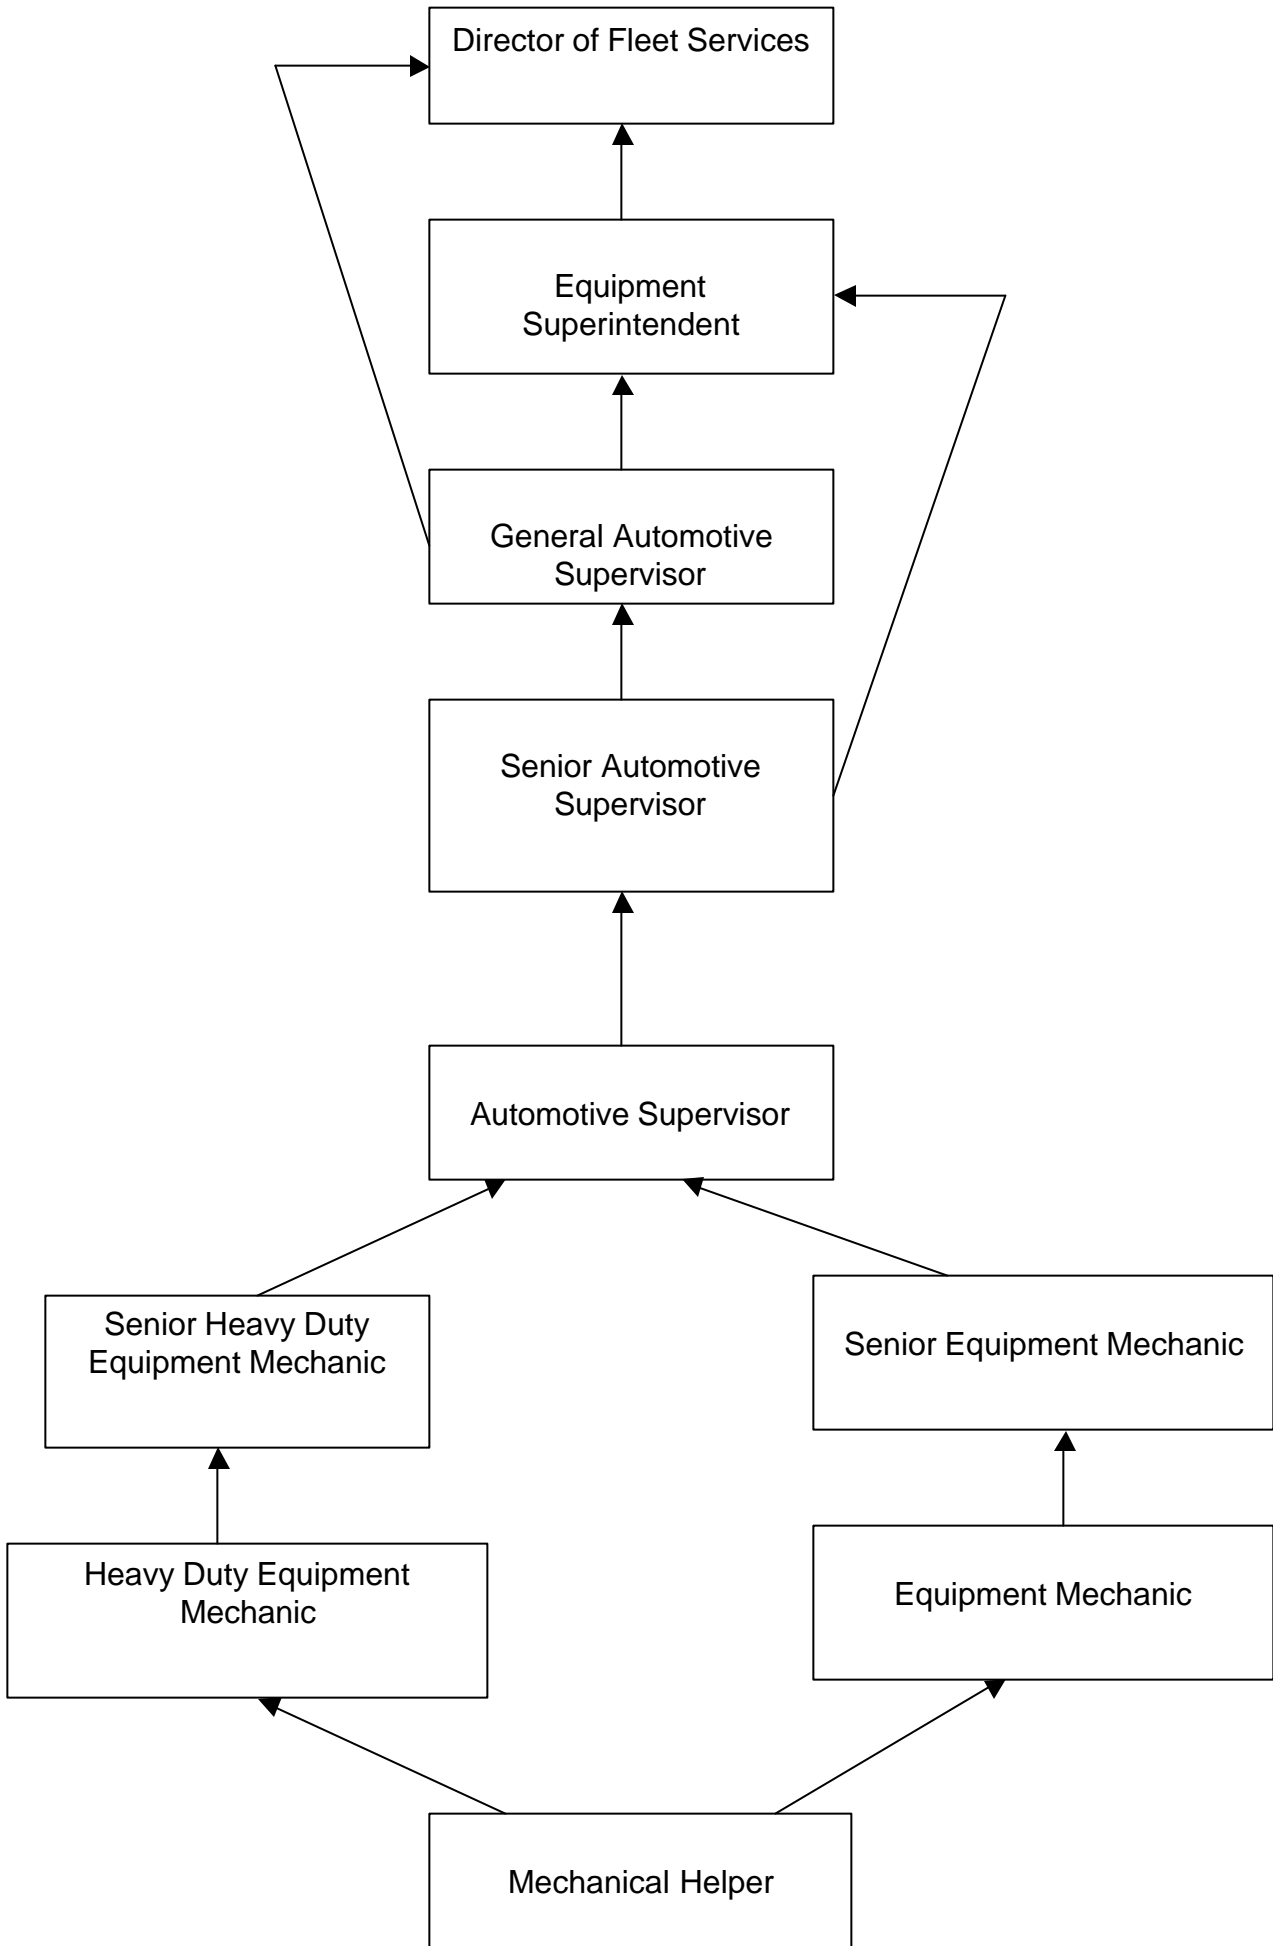 Director of Fleet Services
Equipment
Superintendent
General Automotive
Supervisor
Senior Automotive
Supervisor
Automotive Supervisor
Senior Heavy Duty
Equipment Mechanic
Senior Equipment Mechanic
Heavy Duty Equipment
Mechanic
Equipment Mechanic
Mechanical Helper